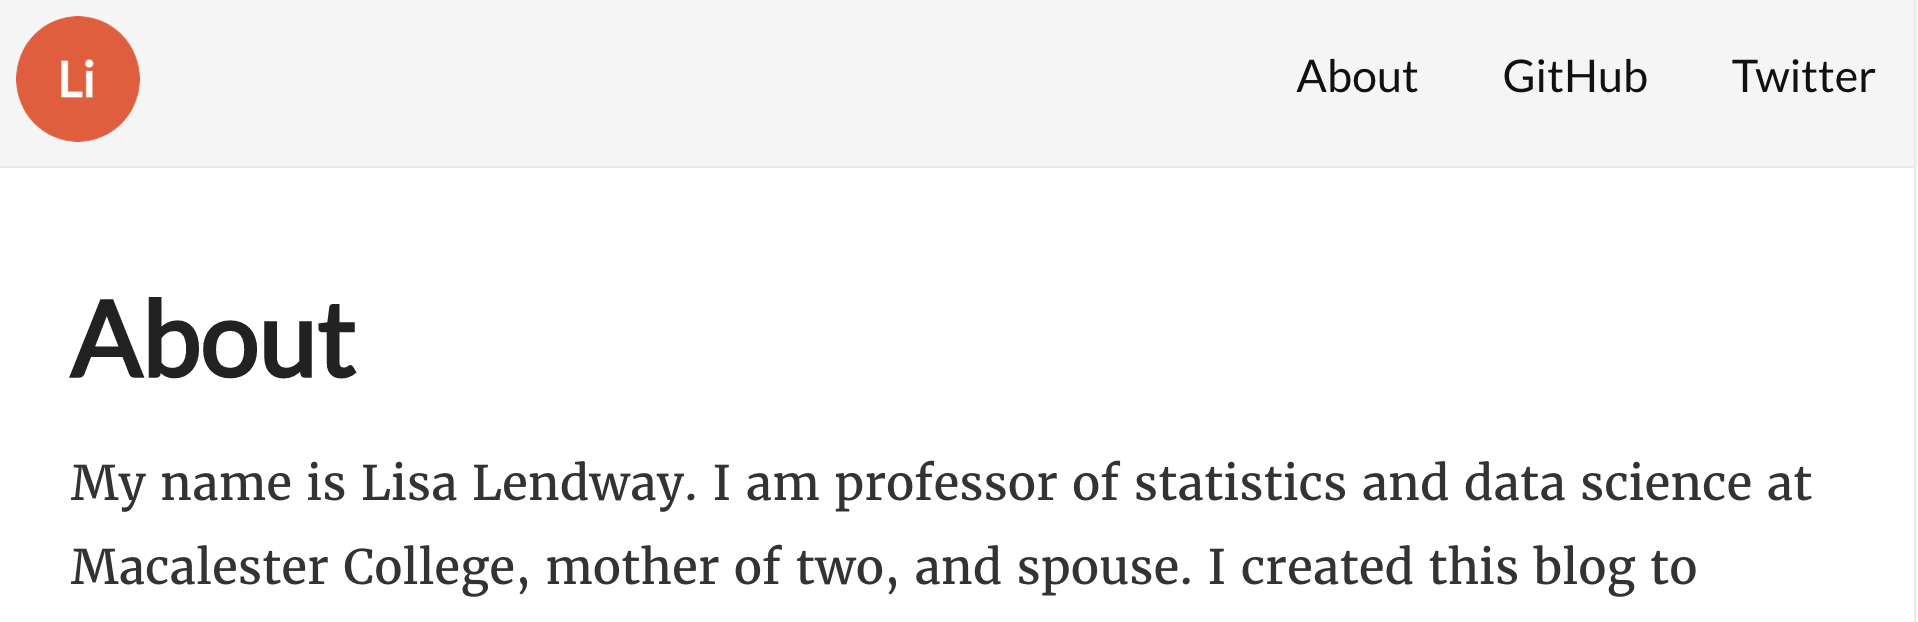 Li
About GitHub Twitter
About
My name is Lisa Lendway. I am professor of statistics and data science at
Macalester College, mother of two, and spouse. I created this blog to